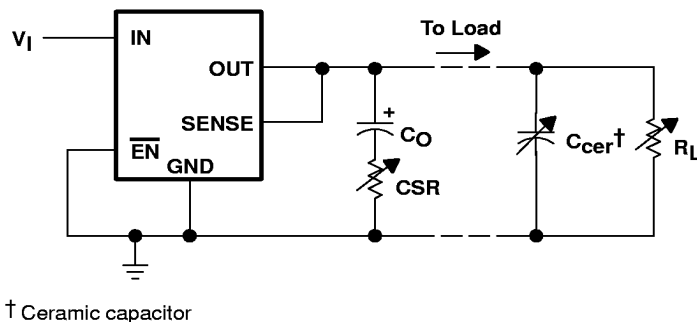 To Load
V_I
IN
OUT
SENSE
EN
GND
+
C_O
CSR
C_cer†
R_L
† Ceramic capacitor